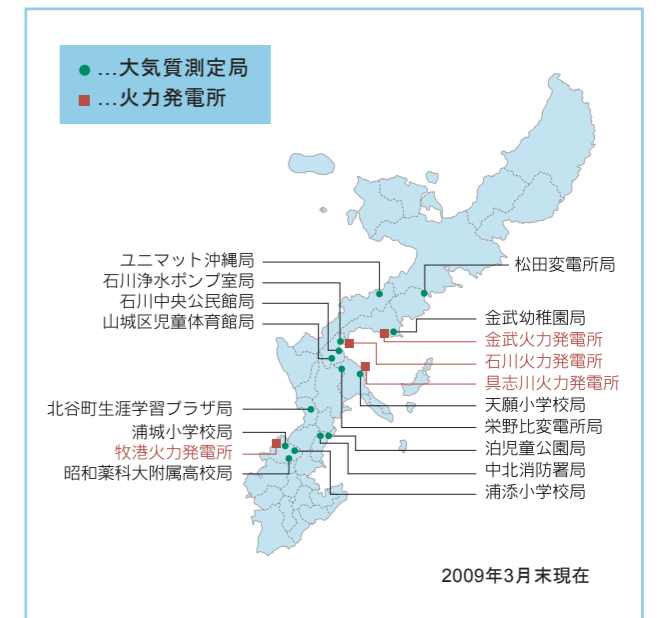 ●…大気質測定局
■…火力発電所
ユニマット沖縄局
石川浄水ポンプ室局
石川中央公民館局
山城区児童体育館局
北谷町生涯学習プラザ局
浦城小学校局
牧港火力発電所
昭和薬科大附属高校局
松田変電所局
金武幼稚園局
金武火力発電所
石川火力発電所
具志川火力発電所
天願小学校局
栄野比変電所局
泊児童公園局
中北消防署局
浦添小学校局
2009年3月末現在